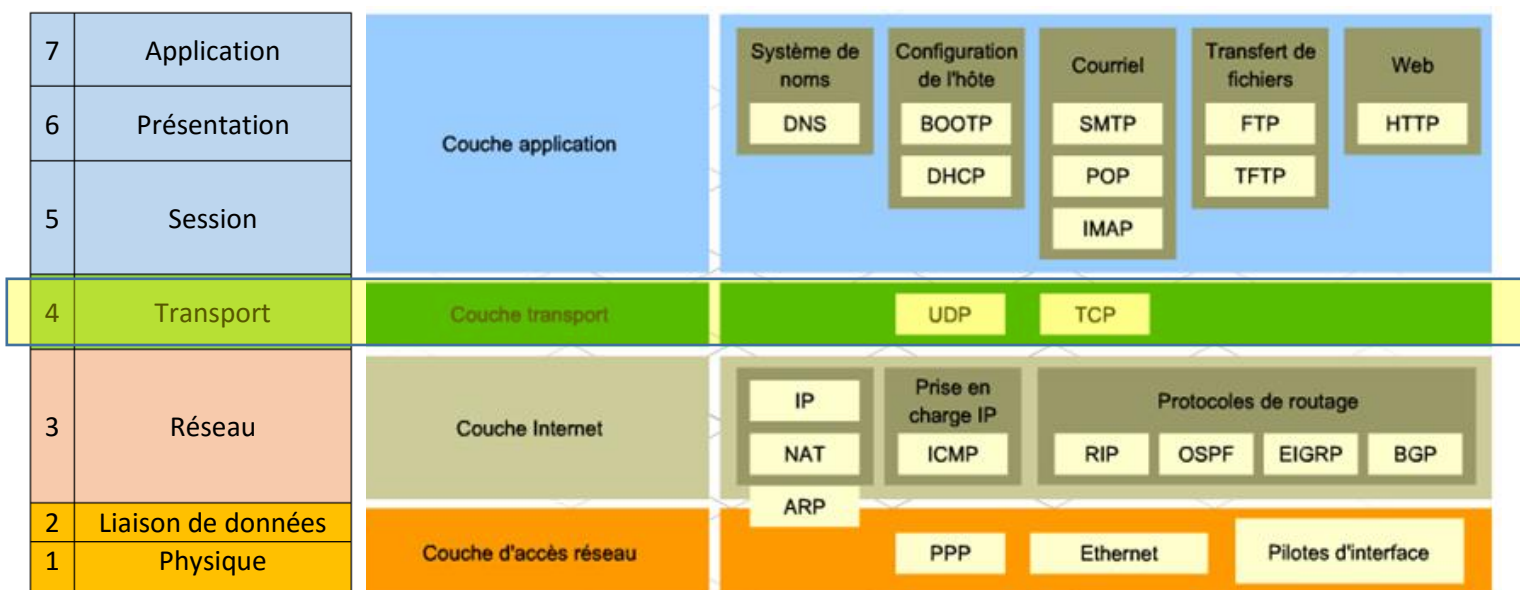 7 Application
6 Présentation
5 Session
4 Transport
3 Réseau
2 Liaison de données
1 Physique
Couche application
Système de
noms
DNS
Configuration
de l'hôte
BOOTP
DHCP
Courriel
SMTP
POP
IMAP
Transfert de
fichiers
FTP
TFTP
Web
HTTP
Couche transport
UDP
TCP
Couche Internet
IP
NAT
ARP
Prise en
charge IP
ICMP
Protocoles de routage
RIP
OSPF
EIGRP
BGP
Couche d'accès réseau
PPP
Ethernet
Pilotes d'interface